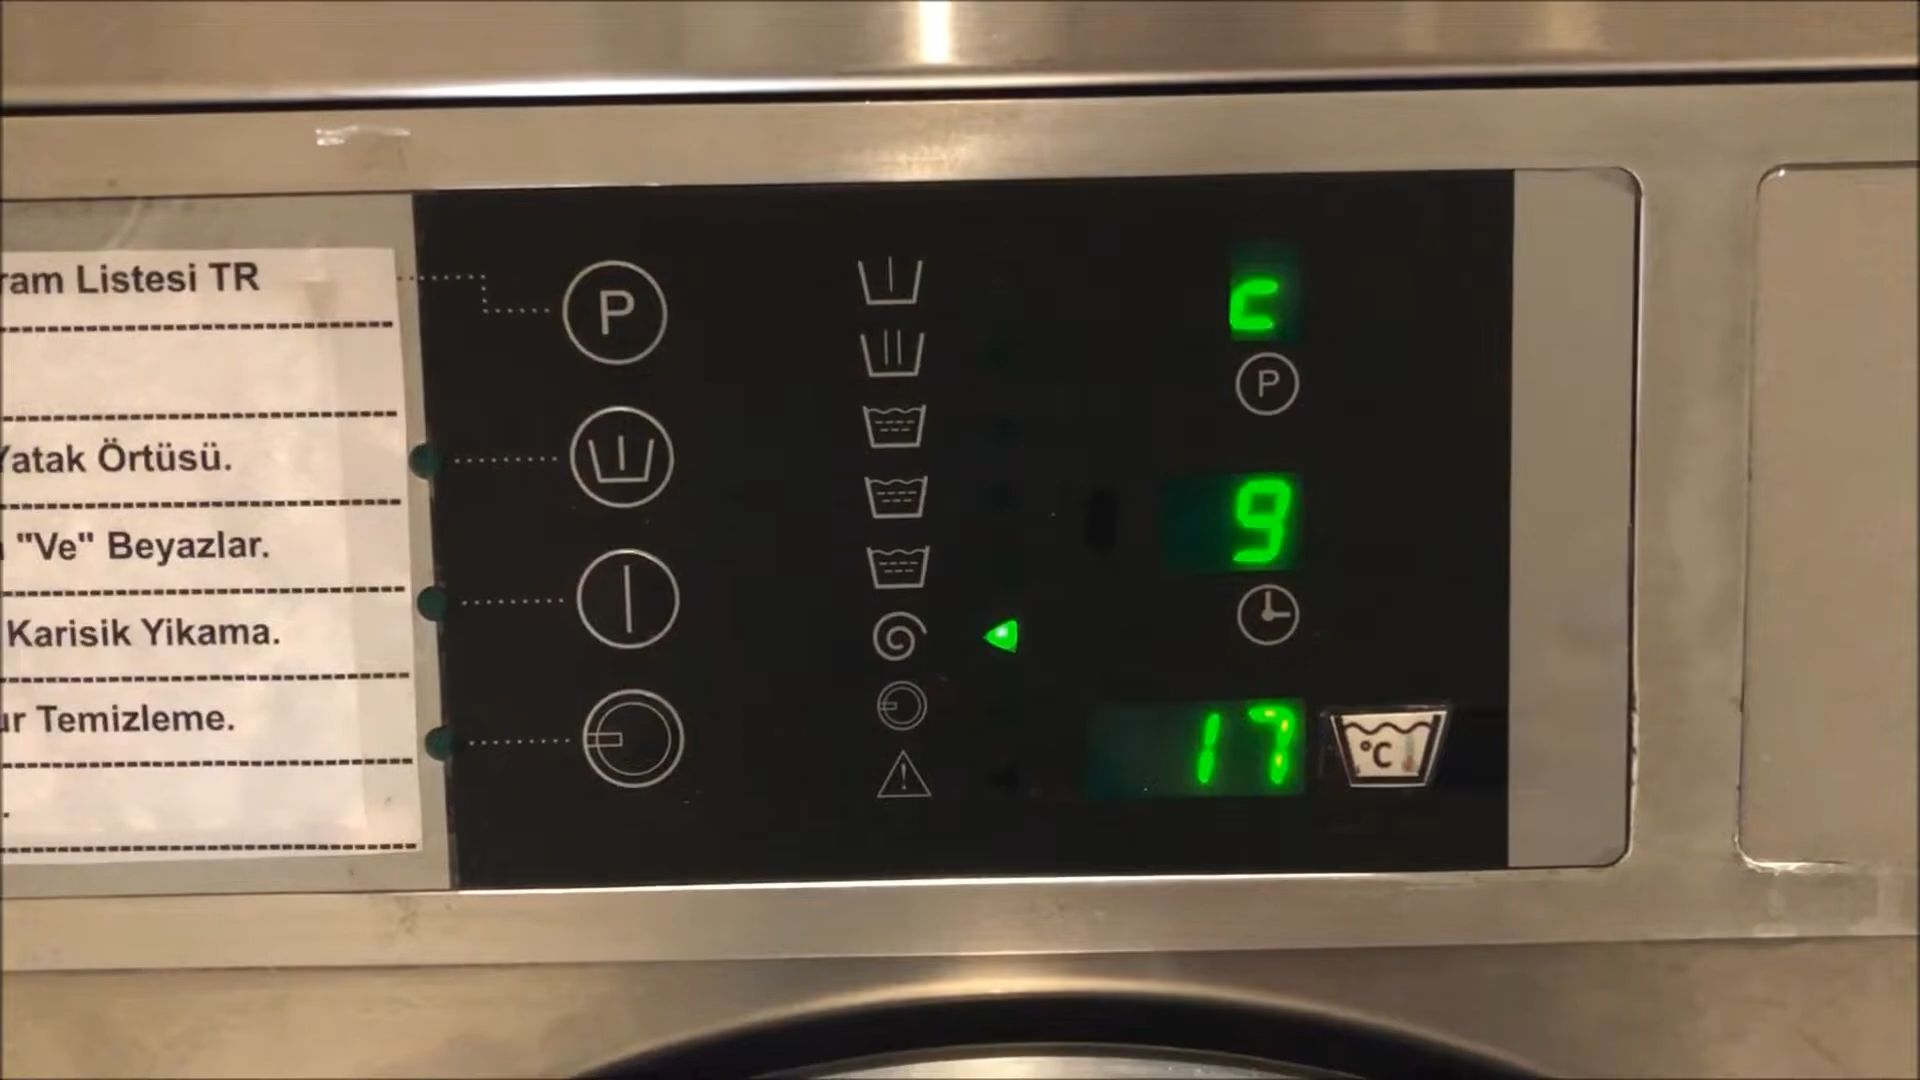 ram Listesi TR
Yatak Örtüsü.
"Ve" Beyazlar.
Karisik Yikama.
ur Temizleme.
P
c
P
9
17
°C